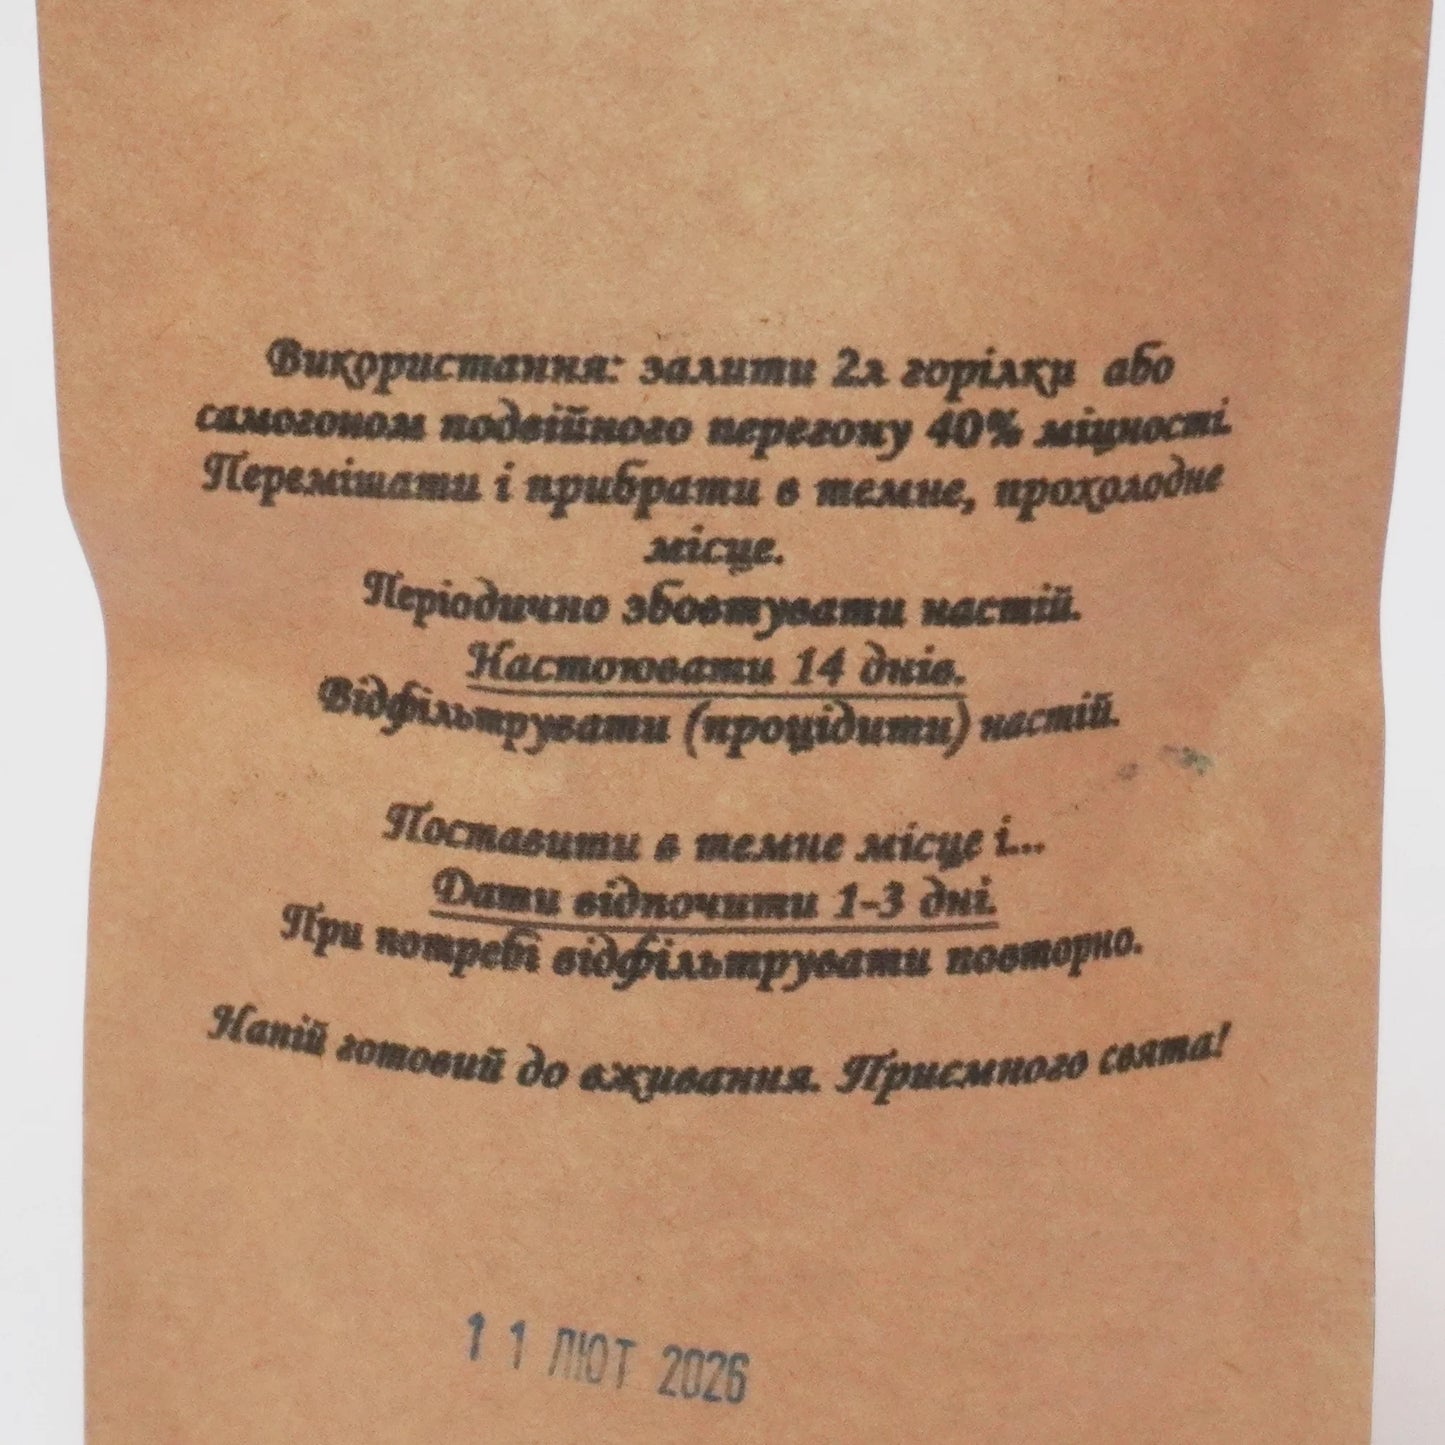 Використання: залити 2л горілки або
самогоном подвійного перегону 40% міцності.
Перемішати і прибрати в темне, прохолодне
місце.
Періодично збовтувати настій.
Настоювати 14 днів.
Відфільтрувати (процідити) настій.
Поставити в темне місце і...
Дати відпочити 1-3 дні.
При потребі відфільтрувати повторно.
Напій готовий до вживання. Приємного свята!
11 ЛЮТ 2026